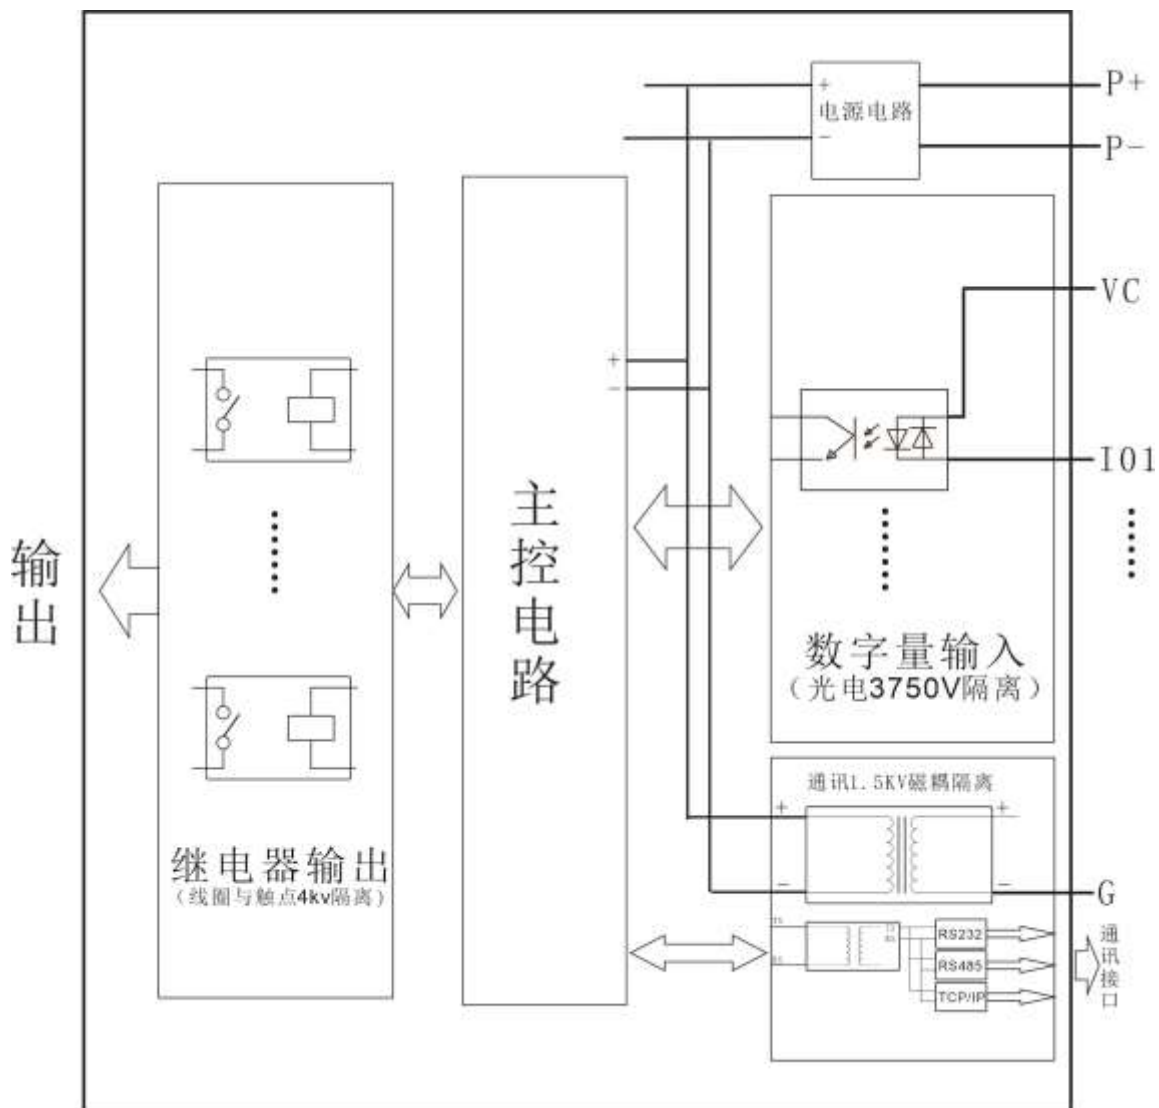 P+
+
电源电路
-
P-
VC
IO1
+
-
主控电路
输出
数字量输入
（光电3750V隔离）
继电器输出
（线圈与触点4kv隔离）
通讯1.5KV磁耦隔离
+
+
-
-
G
RS232
RS485
TCP/IP
通讯接口